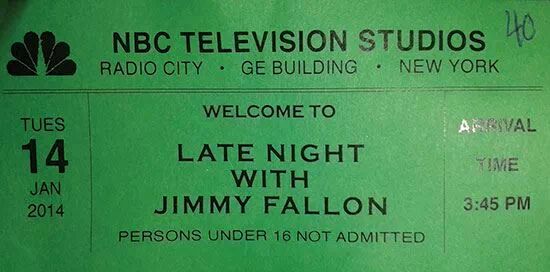 NBC TELEVISION STUDIOS
40
RADIO CITY · GE BUILDING · NEW YORK
TUES
14
JAN
2014
WELCOME TO
LATE NIGHT
WITH
JIMMY FALLON
PERSONS UNDER 16 NOT ADMITTED
ARRIVAL
TIME
3:45 PM